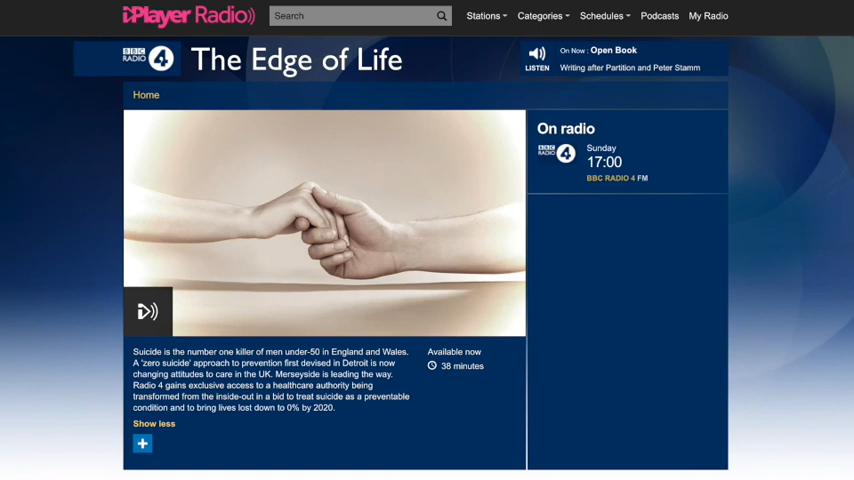 iPlayer Radio
Search
Stations
Categories
Schedules
Podcasts
My Radio
BBC
RADIO 4
The Edge of Life
LISTEN
On Now : Open Book
Writing after Partition and Peter Stamm
Home
On radio
BBC
RADIO 4
Sunday
17:00
BBC RADIO 4 FM
Suicide is the number one killer of men under-50 in England and Wales.
A 'zero suicide' approach to prevention first devised in Detroit is now
changing attitudes to care in the UK. Merseyside is leading the way.
Radio 4 gains exclusive access to a healthcare authority being
transformed from the inside-out in a bid to treat suicide as a preventable
condition and to bring lives lost down to 0% by 2020.
Show less
Available now
38 minutes